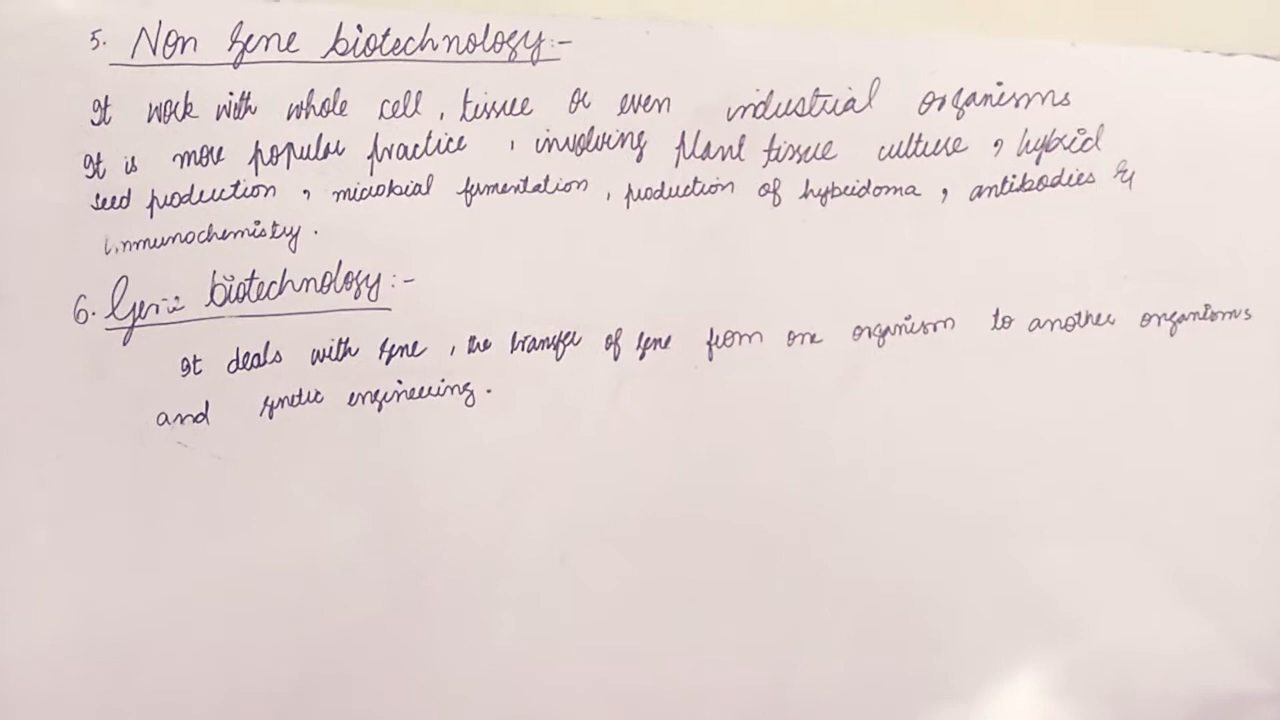 5. Non Gene biotechnology:-
It work with whole cell, tissue or even industrial organisms
It is more popular practice, involving Plant tissue culture, hybrid
seed production, microbial fermentation, production of hybridoma, antibodies &
immunochemistry.
6. Gene biotechnology:-
It deals with gene, the transfer of gene from one organism to another organisms
and genetic engineering.